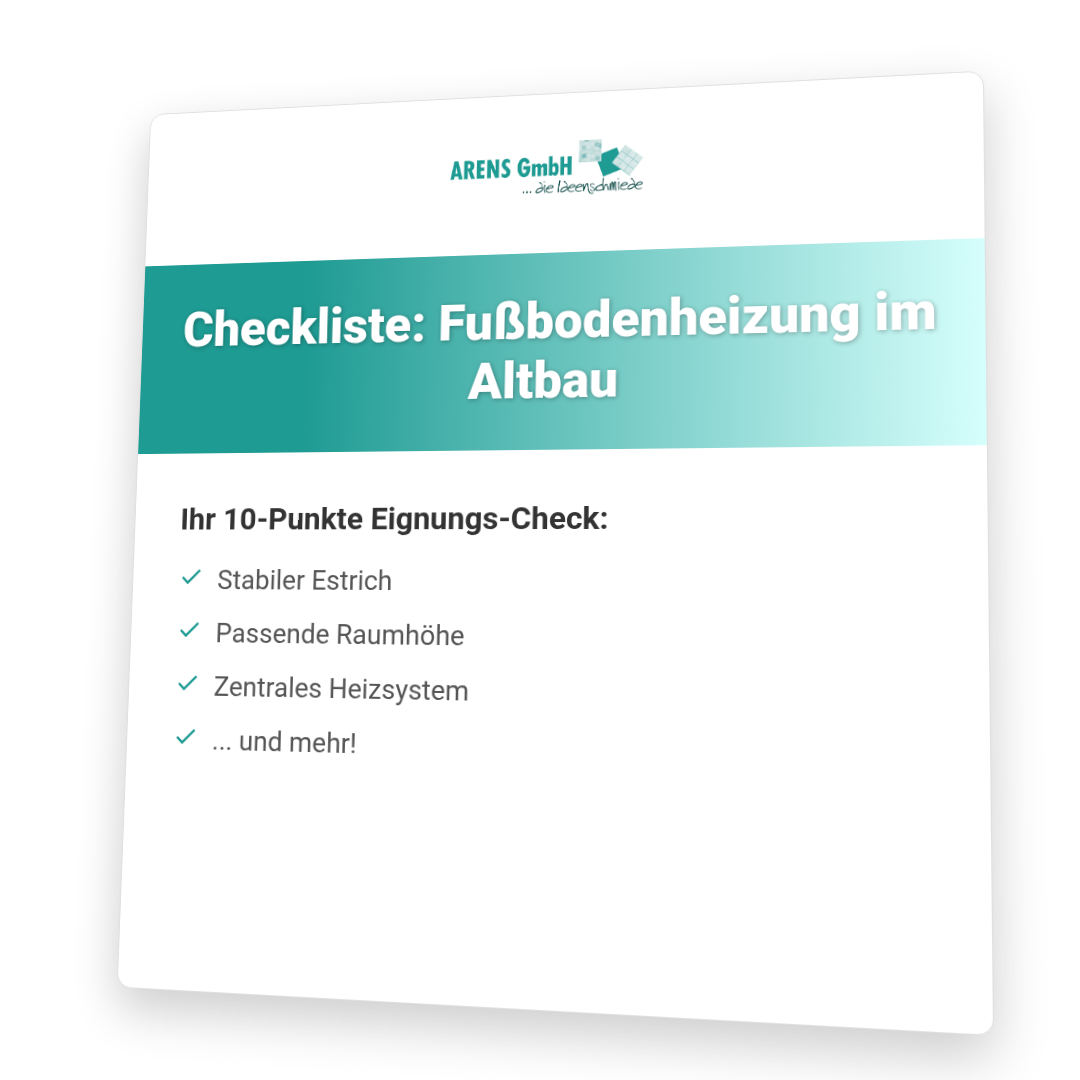 ARENS GmbH
... die Ideenschmiede
Checkliste: Fußbodenheizung im
Altbau
Ihr 10-Punkte Eignungs-Check:
Stabiler Estrich
Passende Raumhöhe
Zentrales Heizsystem
... und mehr!